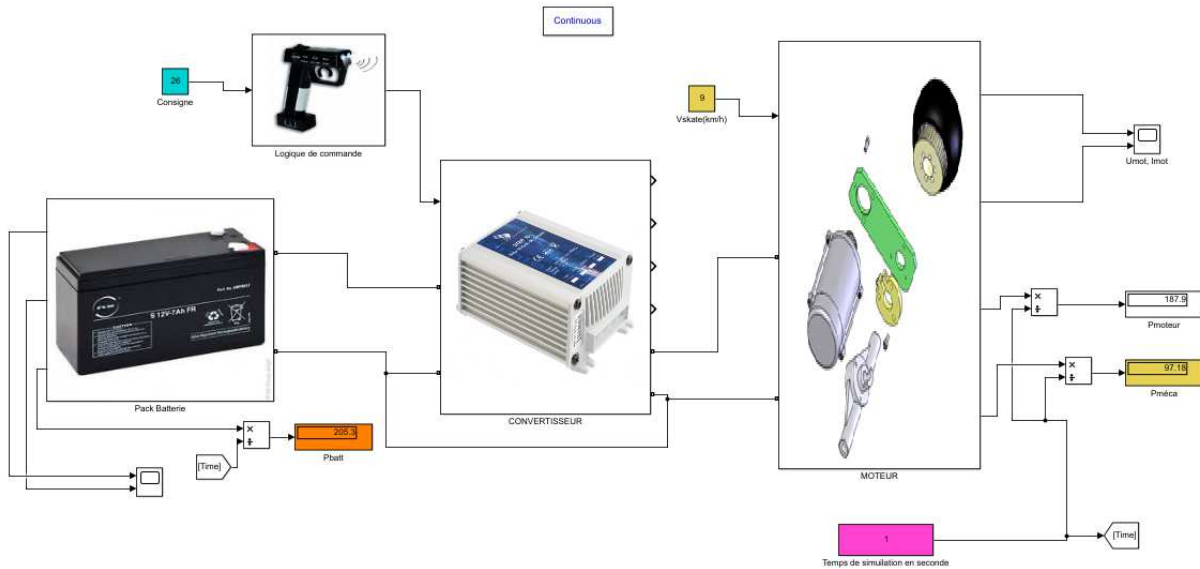 Continuous
26
Consigne
Logique de commande
9
Vskate(km/h)
Umot, Imot
S 12V-7Ah FR
Pack Batterie
CONVERTISSEUR
MOTEUR
×
÷
187.9
Pmoteur
×
÷
97.18
Pméca
×
÷
205.3
Pbatt
[Time]
1
Temps de simulation en seconde
[Time]